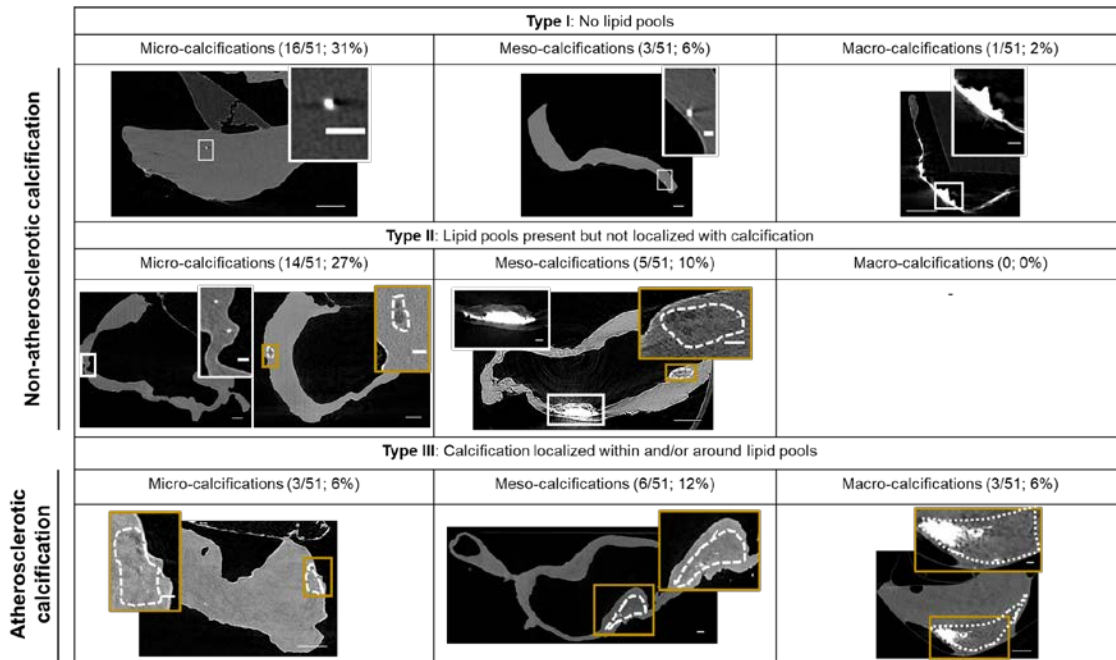 Type I: No lipid pools
Micro-calcifications (16/51; 31%)
Meso-calcifications (3/51; 6%)
Macro-calcifications (1/51; 2%)
Non-atherosclerotic calcification
Type II: Lipid pools present but not localized with calcification
Micro-calcifications (14/51; 27%)
Meso-calcifications (5/51; 10%)
Macro-calcifications (0; 0%)
-
Type III: Calcification localized within and/or around lipid pools
Atherosclerotic
calcification
Micro-calcifications (3/51; 6%)
Meso-calcifications (6/51; 12%)
Macro-calcifications (3/51; 6%)